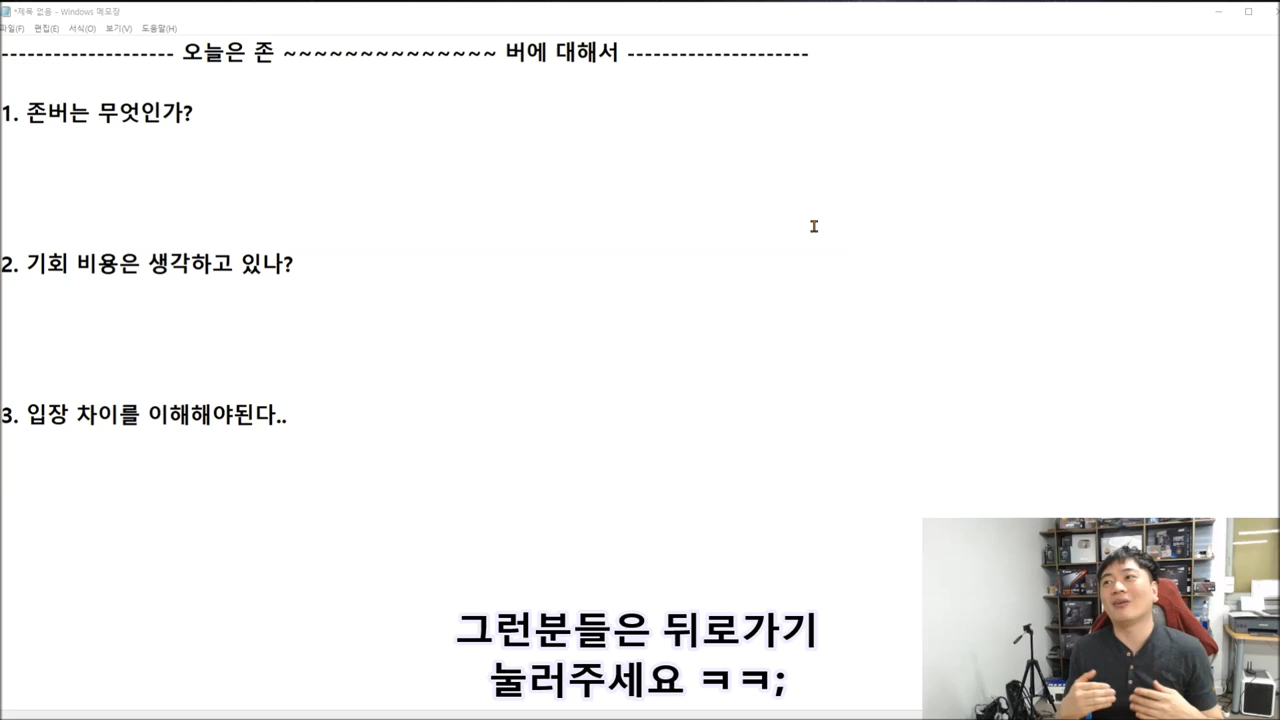 *제목 없음 - Windows 메모장
파일(F) 편집(E) 서식(O) 보기(V) 도움말(H)
-------------------- 오늘은 존 ~~~~~~~~~~~~~~ 버에 대해서 ---------------------
1. 존버는 무엇인가?
2. 기회 비용은 생각하고 있나?
3. 입장 차이를 이해해야된다..
그런분들은 뒤로가기
눌러주세요 ㅋㅋ;